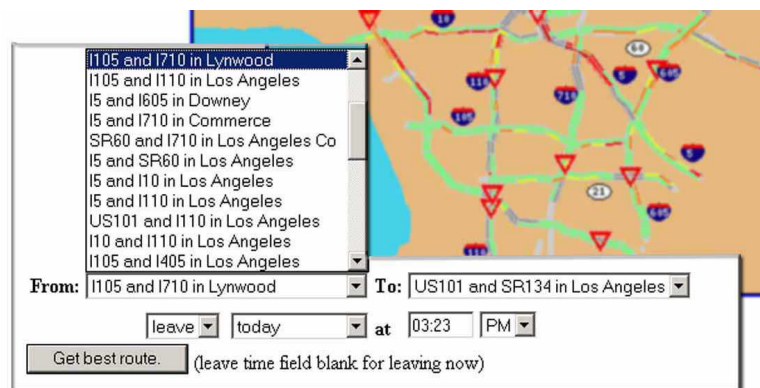 10
60
110
5
605
710
105
5
21
605
110
I105 and I710 in Lynwood
I105 and I110 in Los Angeles
I5 and I605 in Downey
I5 and I710 in Commerce
SR60 and I710 in Los Angeles Co
I5 and SR60 in Los Angeles
I5 and I10 in Los Angeles
I5 and I110 in Los Angeles
US101 and I110 in Los Angeles
I10 and I110 in Los Angeles
I105 and I405 in Los Angeles
From: I105 and I710 in Lynwood To: US101 and SR134 in Los Angeles
leave today at 03:23 PM
Get best route. (leave time field blank for leaving now)